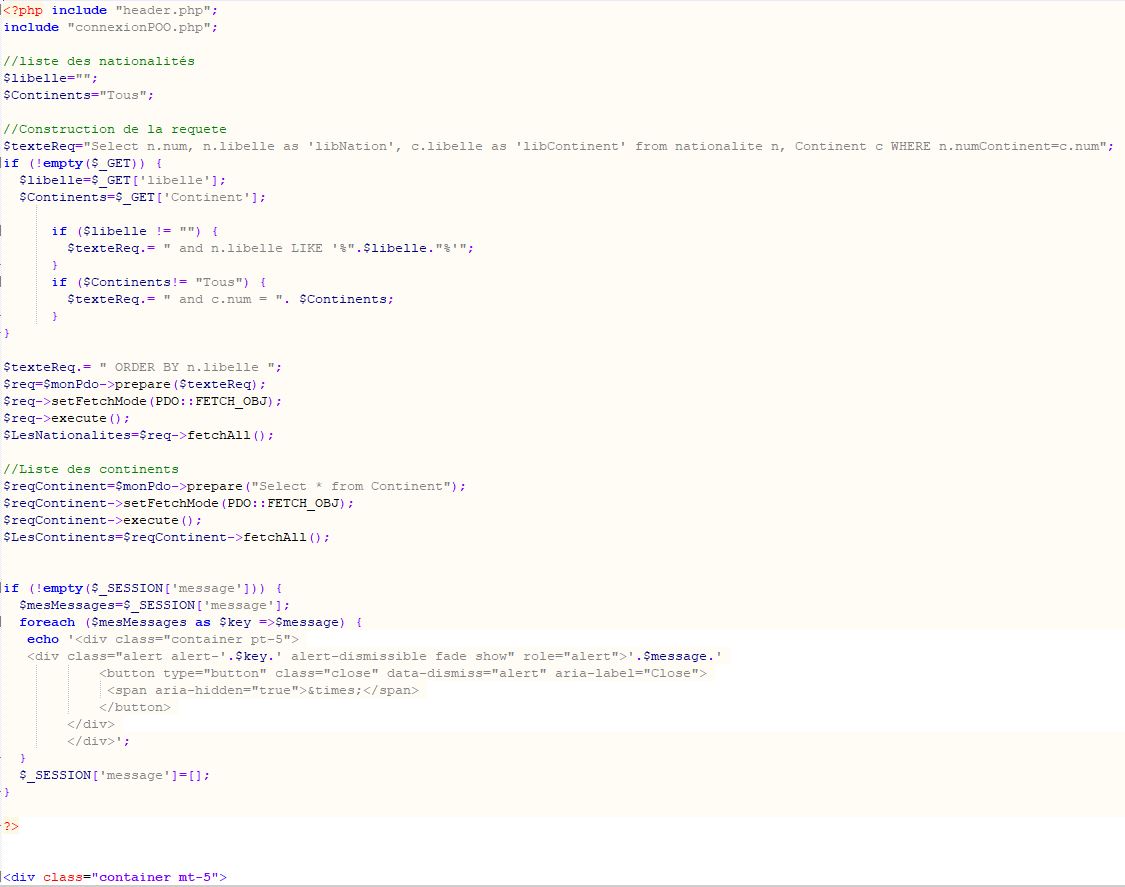 <?php include "header.php";
include "connexionPOO.php";
//liste des nationalités
$libelle="";
$Continents="Tous";
//Construction de la requete
$texteReq="Select n.num, n.libelle as 'libNation', c.libelle as 'libContinent' from nationalite n, Continent c WHERE n.numContinent=c.num";
if (!empty($_GET)) {
$libelle=$_GET['libelle'];
$Continents=$_GET['Continent'];
if ($libelle != "") {
$texteReq.= " and n.libelle LIKE '%".$libelle."%'";
}
if ($Continents!= "Tous") {
$texteReq.= " and c.num = ". $Continents;
}
}
$texteReq.= " ORDER BY n.libelle ";
$req=$monPdo->prepare($texteReq);
$req->setFetchMode(PDO::FETCH_OBJ);
$req->execute();
$LesNationalites=$req->fetchAll();
//Liste des continents
$reqContinent=$monPdo->prepare("Select * from Continent");
$reqContinent->setFetchMode(PDO::FETCH_OBJ);
$reqContinent->execute();
$LesContinents=$reqContinent->fetchAll();
if (!empty($_SESSION['message'])) {
$mesMessages=$_SESSION['message'];
foreach ($mesMessages as $key =>$message) {
echo '<div class="container pt-5">
<div class="alert alert-'.$key.' alert-dismissible fade show" role="alert">'.$message.'
<button type="button" class="close" data-dismiss="alert" aria-label="Close">
<span aria-hidden="true">&times;</span>
</button>
</div>
</div>';
}
$_SESSION['message']=[];
}
?>
<div class="container mt-5">